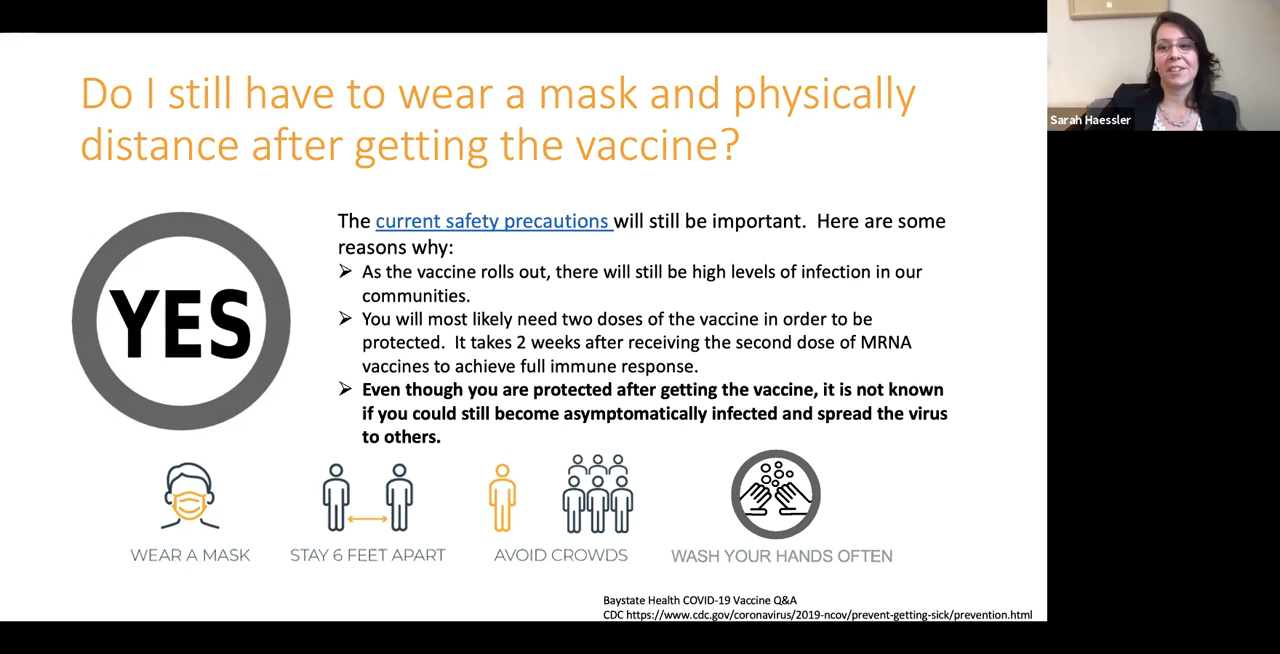 Do I still have to wear a mask and physically
distance after getting the vaccine?
Sarah Haessler
YES
The current safety precautions will still be important. Here are some
reasons why:
➢ As the vaccine rolls out, there will still be high levels of infection in our
communities.
➢ You will most likely need two doses of the vaccine in order to be
protected. It takes 2 weeks after receiving the second dose of MRNA
vaccines to achieve full immune response.
➢ Even though you are protected after getting the vaccine, it is not known
if you could still become asymptomatically infected and spread the virus
to others.
WEAR A MASK
STAY 6 FEET APART
AVOID CROWDS
WASH YOUR HANDS OFTEN
Baystate Health COVID-19 Vaccine Q&A
CDC https://www.cdc.gov/coronavirus/2019-ncov/prevent-getting-sick/prevention.html